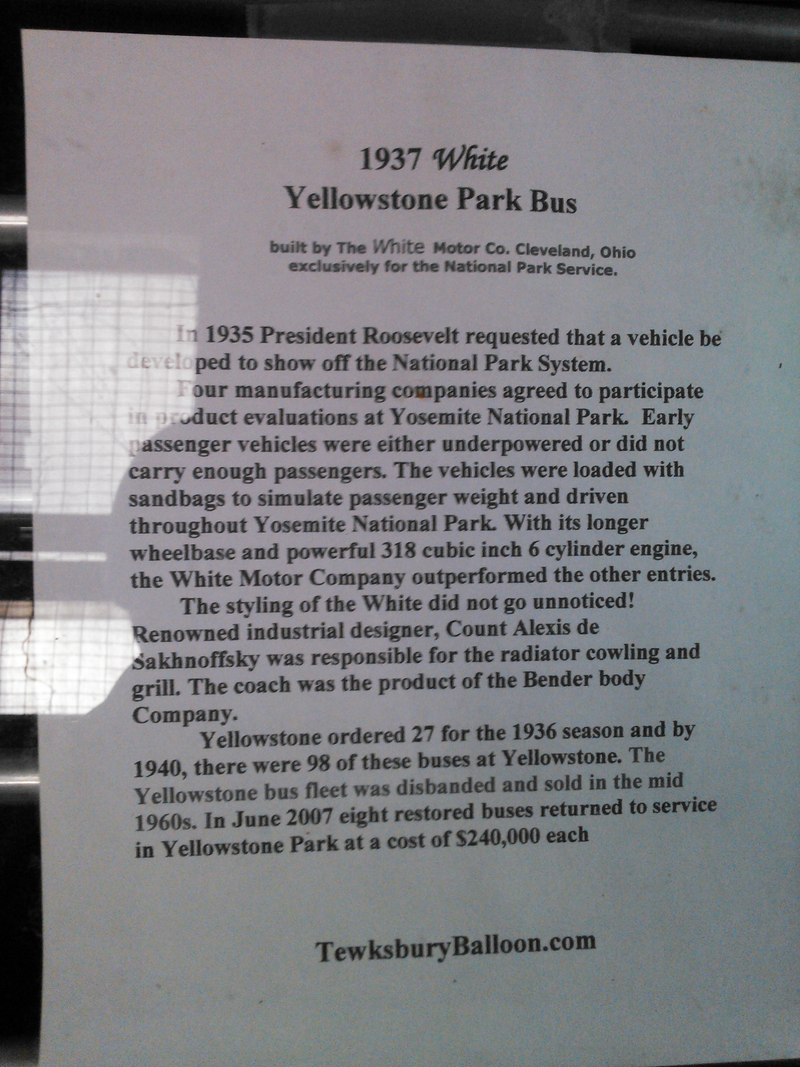 1937 White
Yellowstone Park Bus
built by The White Motor Co. Cleveland, Ohio
exclusively for the National Park Service.
In 1935 President Roosevelt requested that a vehicle be
developed to show off the National Park System.
Four manufacturing companies agreed to participate
in product evaluations at Yosemite National Park. Early
passenger vehicles were either underpowered or did not
carry enough passengers. The vehicles were loaded with
sandbags to simulate passenger weight and driven
throughout Yosemite National Park. With its longer
wheelbase and powerful 318 cubic inch 6 cylinder engine,
the White Motor Company outperformed the other entries.
The styling of the White did not go unnoticed!
Renowned industrial designer, Count Alexis de
Sakhnoffsky was responsible for the radiator cowling and
grill. The coach was the product of the Bender body
Company.
Yellowstone ordered 27 for the 1936 season and by
1940, there were 98 of these buses at Yellowstone. The
Yellowstone bus fleet was disbanded and sold in the mid
1960s. In June 2007 eight restored buses returned to service
in Yellowstone Park at a cost of $240,000 each
TewksburyBalloon.com